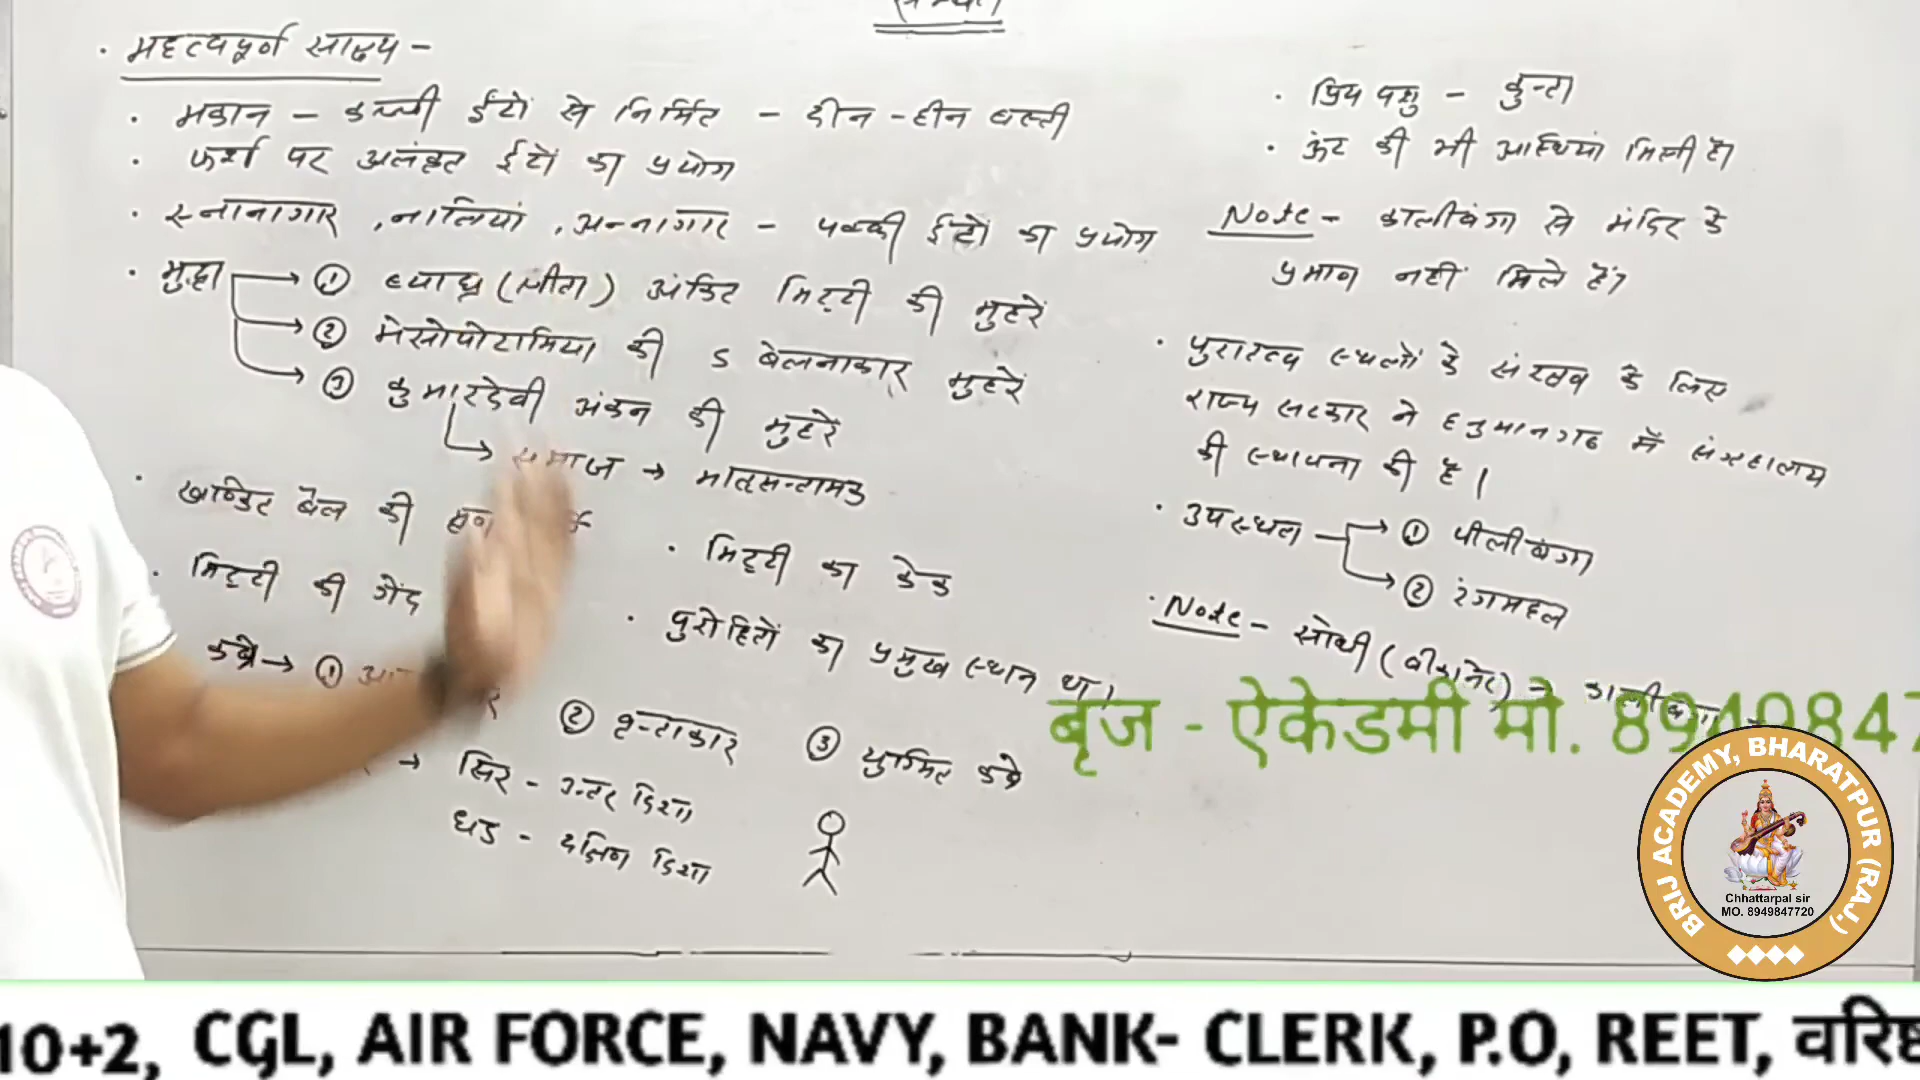 · महत्वपूर्ण साक्ष्य -
· मकान - कच्ची ईंटों से निर्मित - दीन-हीन बस्ती
· फर्श पर अलंकृत ईंटों का प्रयोग
· स्नानागार, नालियां, अन्नागार - पक्की ईंटों का प्रयोग
· मुद्रा → ① व्याघ्र (चीता) अंकित मिट्टी की मुहरें
→ ② मेसोपोटामिया की 5 बेलनाकार मुहरें
→ ③ कुमारदेवी अंकन की मुहरें
→ समाज → मातृसत्तामक
· खण्डित बैल की
· मिट्टी की गेंद
· मिट्टी का
· पुरोहितों का प्रमुख स्थान था।
कब्रे → ①
② वृत्ताकार
③ युग्मित कब्रे
→ सिर - उत्तर दिशा
धड - दक्षिण दिशा
· प्रिय पशु - कुत्ता
· ऊंट की भी अस्थियां मिली है।
Note - कालीबंगा से मंदिर के
प्रमाण नहीं मिले हैं।
· पुरातत्व स्थलों के संरक्षण के लिए
राज्य सरकार ने हनुमानगढ में संग्रहालय
की स्थापना की है।
· उपस्थल → ① पीलीबंगा
→ ② रंगमहल
· Note - सोथी (बीकानेर) → कालीबंगा
बृज - ऐकेडमी मो. 8949847
BRIJ ACADEMY, BHARATPUR (RAJ.)
Chhattarpal sir
MO. 8949847720
10+2, CGL, AIR FORCE, NAVY, BANK- CLERK, P.O, REET, वरिष्ठ